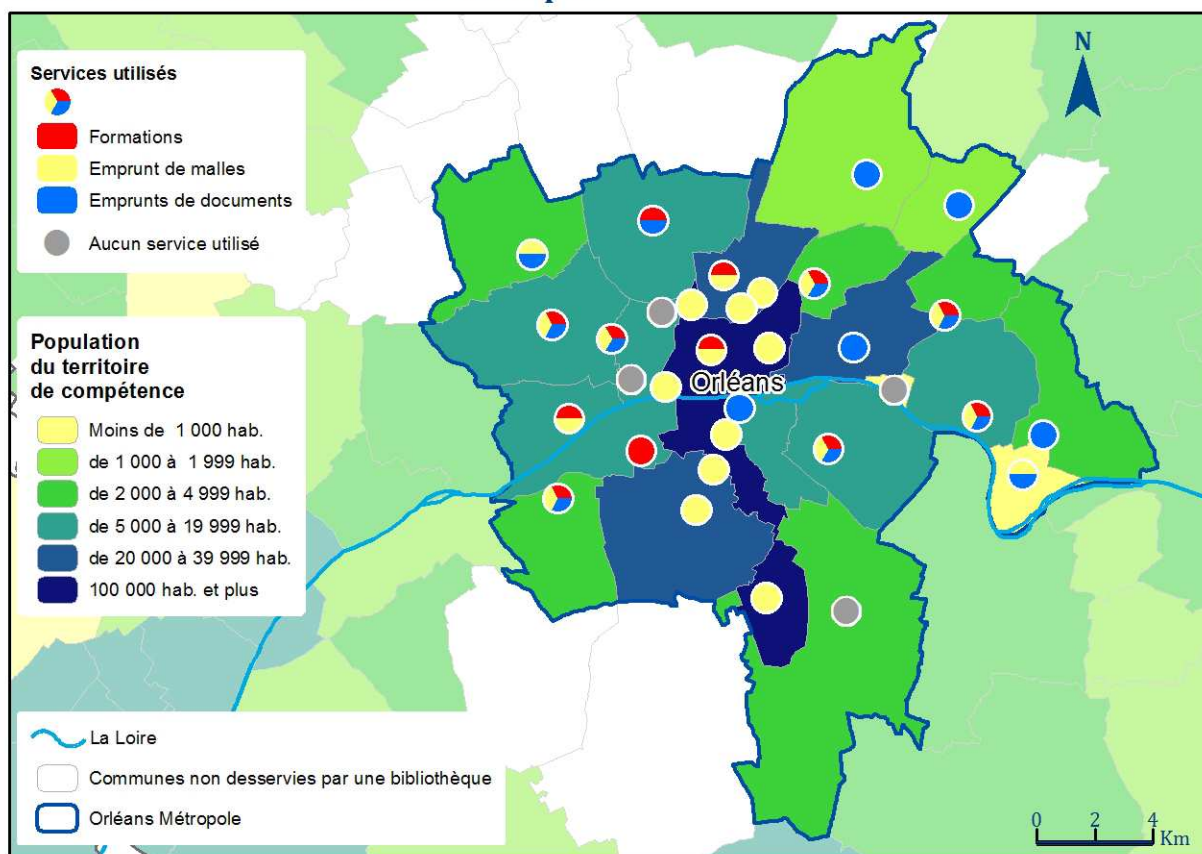 Services utilisés
Formations
Emprunt de malles
Emprunts de documents
Aucun service utilisé
Population
du territoire
de compétence
Moins de 1 000 hab.
de 1 000 à 1 999 hab.
de 2 000 à 4 999 hab.
de 5 000 à 19 999 hab.
de 20 000 à 39 999 hab.
100 000 hab. et plus
La Loire
Communes non desservies par une bibliothèque
Orléans Métropole
N
Orléans
0 2 4
Km